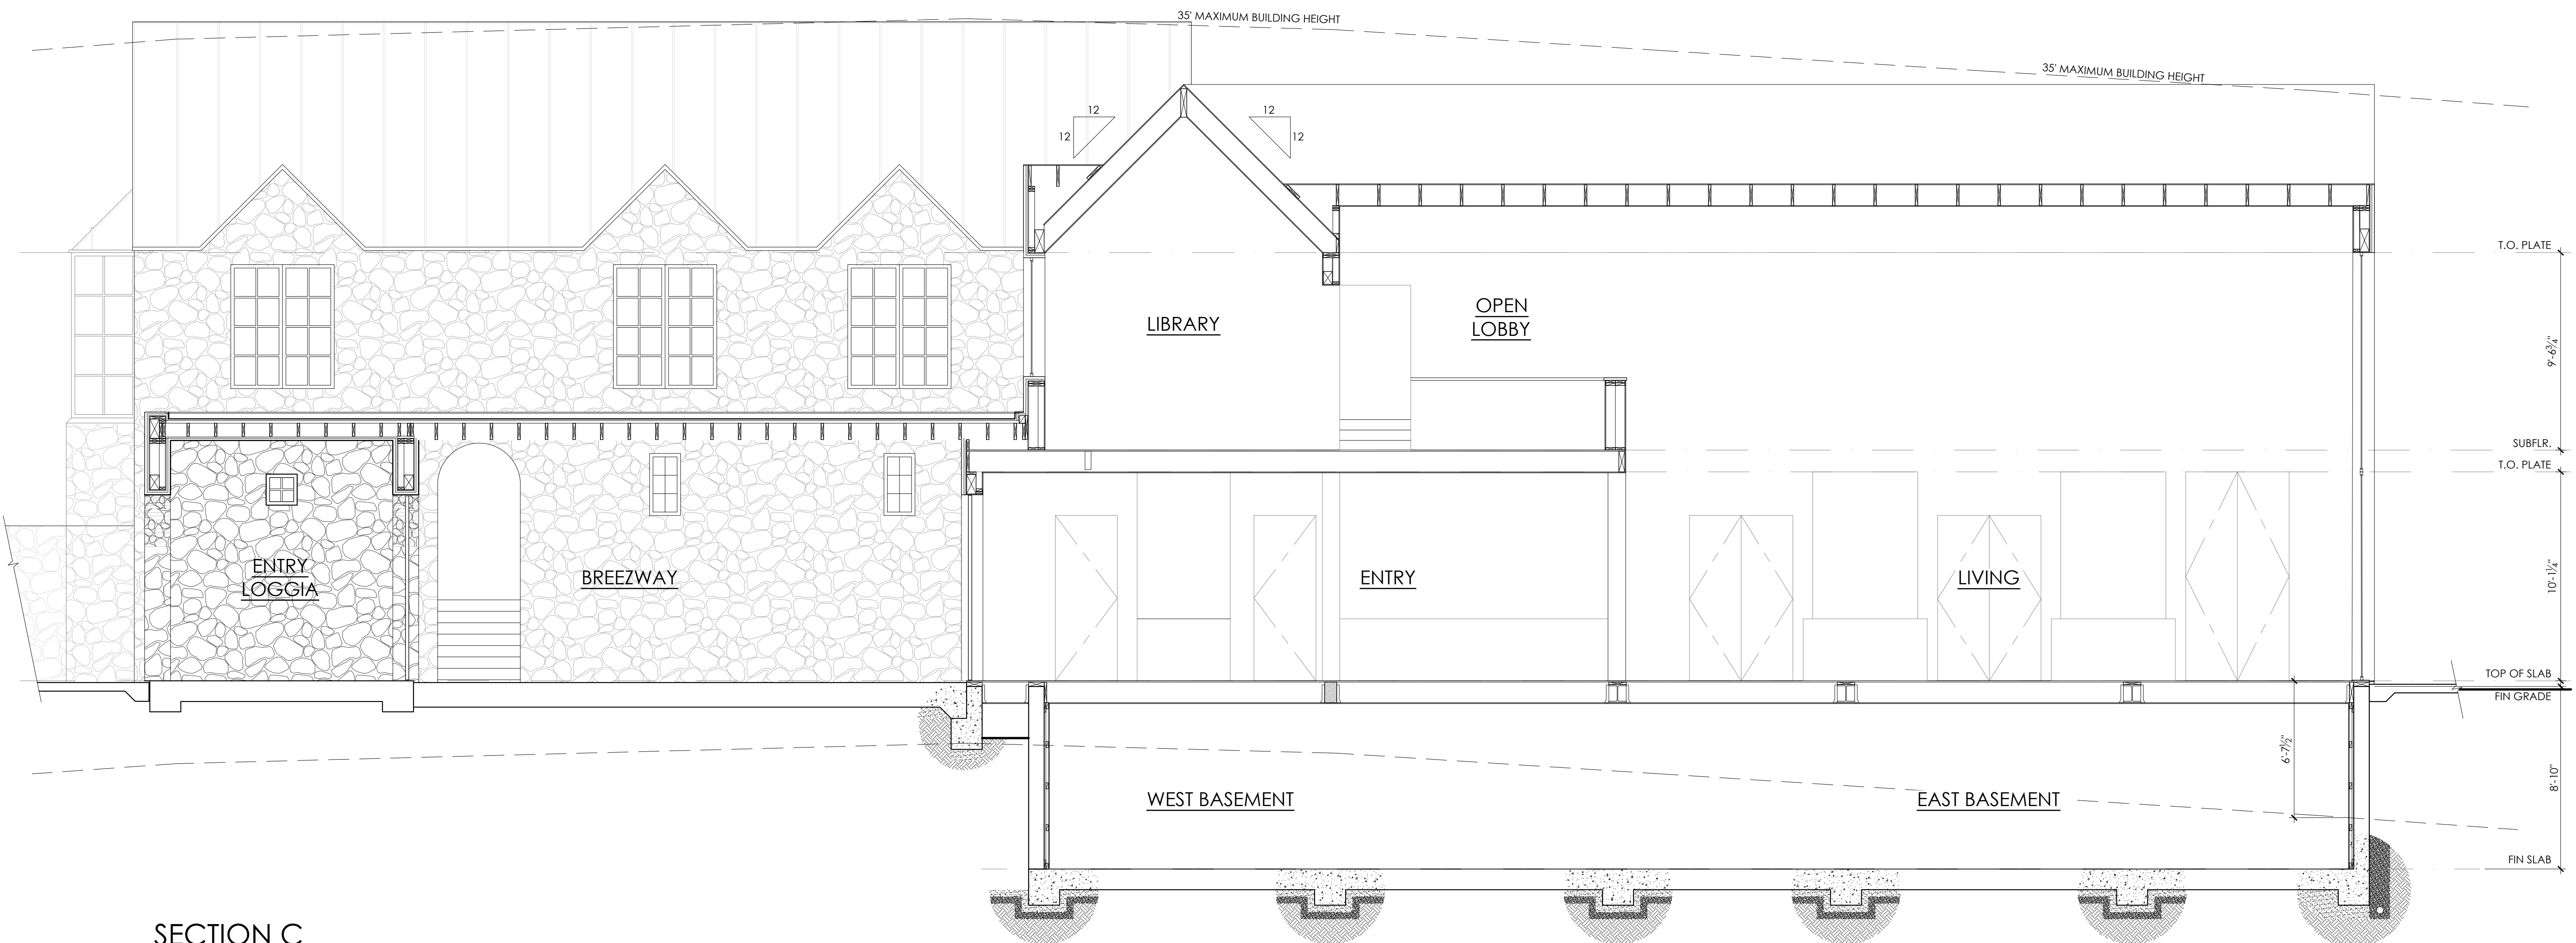 35' MAXIMUM BUILDING HEIGHT
35' MAXIMUM BUILDING HEIGHT
12
12
12
12
T.O. PLATE
LIBRARY
OPEN
LOBBY
9'-6¾"
SUBFLR.
T.O. PLATE
ENTRY
LOGGIA
BREEZWAY
ENTRY
LIVING
10'-1¼"
TOP OF SLAB
FIN GRADE
6'-7½"
8'-10"
WEST BASEMENT
EAST BASEMENT
FIN SLAB
SECTION C